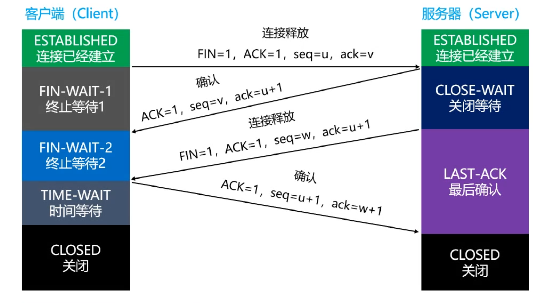 客户端（Client）
服务器（Server）
ESTABLISHED
连接已经建立
连接释放
FIN=1，ACK=1，seq=u，ack=v
ESTABLISHED
连接已经建立
FIN-WAIT-1
终止等待1
确认
ACK=1，seq=v，ack=u+1
CLOSE-WAIT
关闭等待
连接释放
FIN=1，ACK=1，seq=w，ack=u+1
FIN-WAIT-2
终止等待2
LAST-ACK
最后确认
确认
ACK=1，seq=u+1，ack=w+1
TIME-WAIT
时间等待
CLOSED
关闭
CLOSED
关闭